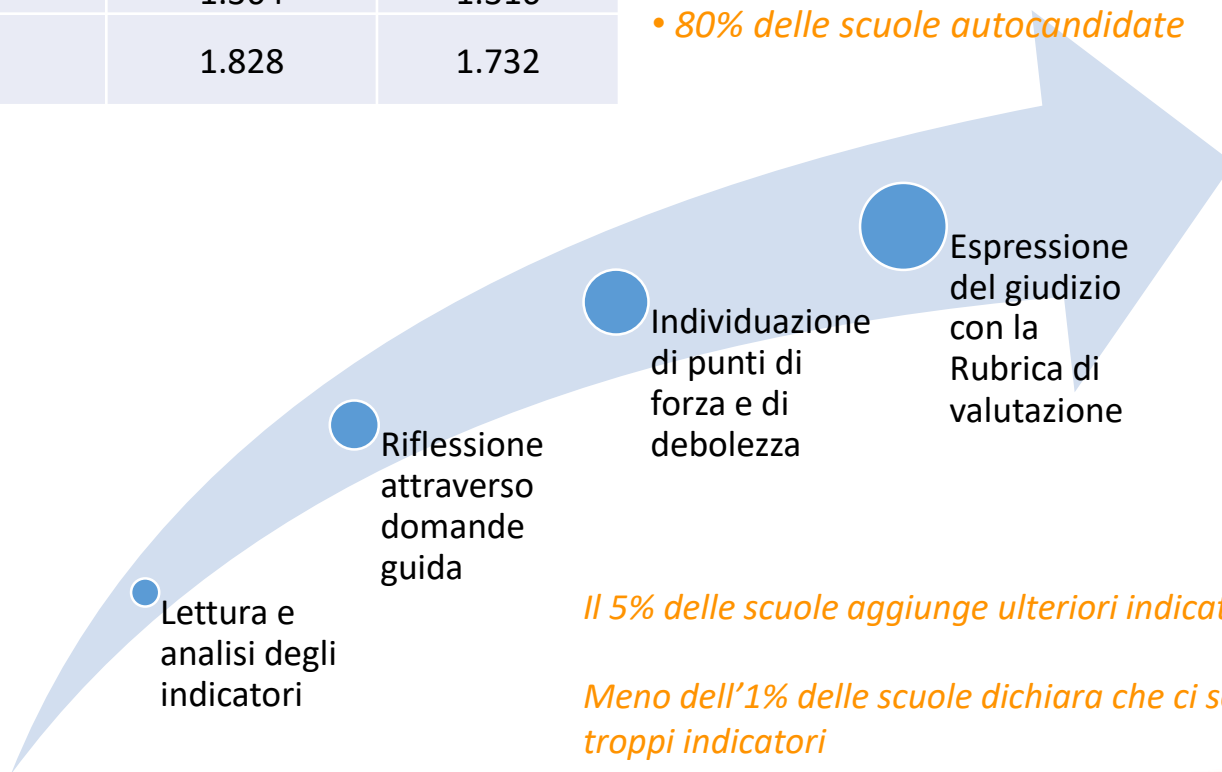 1.828 1.732
• 80% delle scuole autocandidate
Espressione
del giudizio
con la
Rubrica di
valutazione
Individuazione
di punti di
forza e di
debolezza
Riflessione
attraverso
domande
guida
Lettura e
analisi degli
indicatori
Il 5% delle scuole aggiunge ulteriori
Meno dell’1% delle scuole dichiara che ci
troppi indicatori